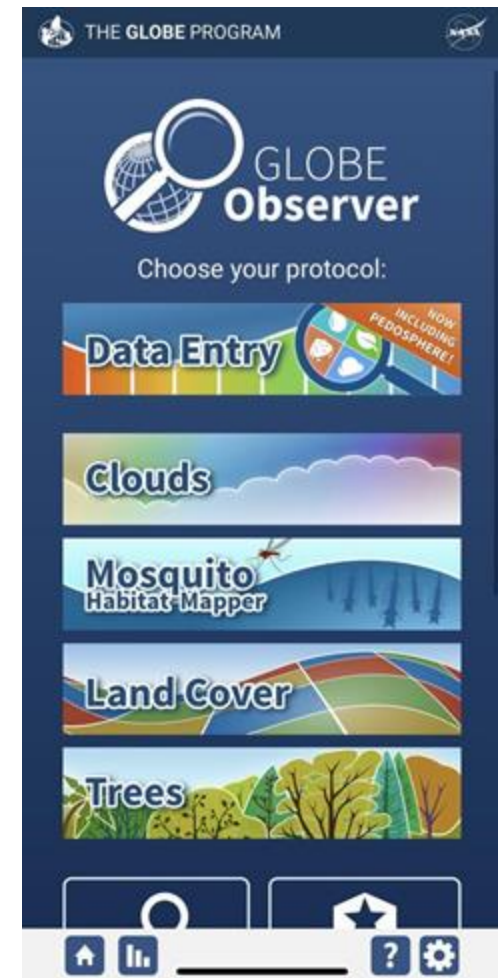 THE GLOBE PROGRAM
NASA
GLOBE
Observer
Choose your protocol:
Data Entry
NOW
INCLUDING
PEDOSPHERE!
Clouds
Mosquito
Habitat Mapper
Land Cover
Trees
?